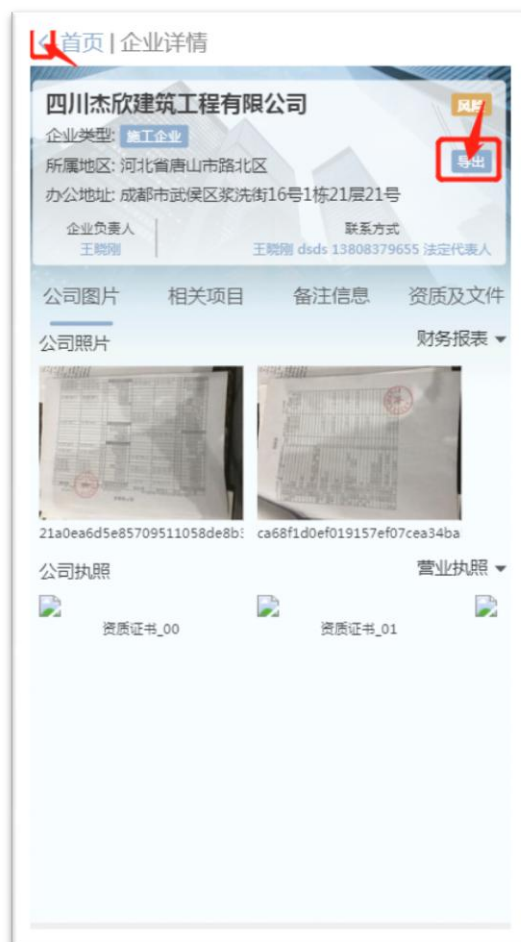 首页 | 企业详情
四川杰欣建筑工程有限公司
风险
企业类型: 施工企业
所属地区: 河北省唐山市路北区
导出
办公地址: 成都市武侯区浆洗街16号1栋21层21号
企业负责人
联系方式
王晓刚
王晓刚 dsds 13808379655 法定代表人
公司图片 相关项目 备注信息 资质及文件
公司照片 财务报表
21a0ea6d5e85709511058de8b3 ca68f1d0ef019157ef07cea34ba
公司执照 营业执照
资质证书_00 资质证书_01